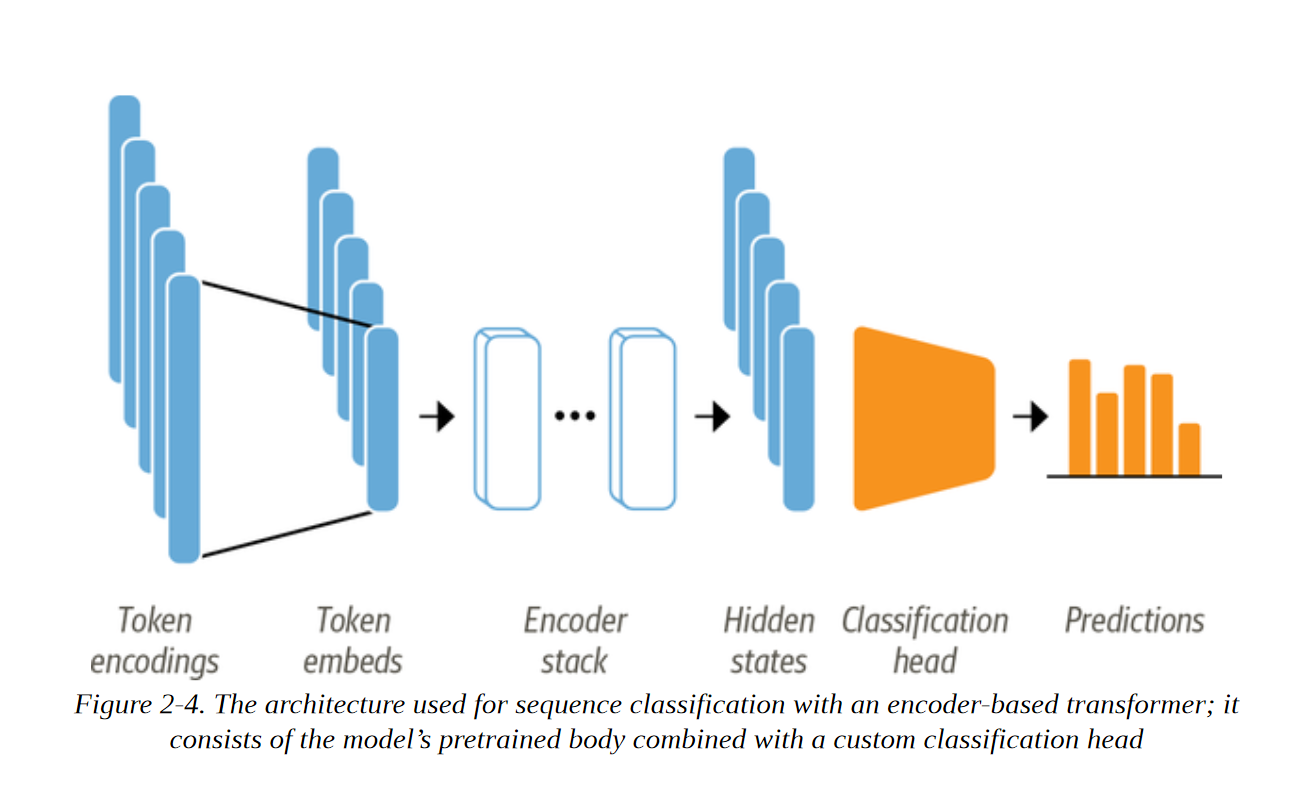 Token encodings
Token embeds
Encoder stack
Hidden states
Classification head
Predictions
Figure 2-4. The architecture used for sequence classification with an encoder-based transformer; it
consists of the model’s pretrained body combined with a custom classification head